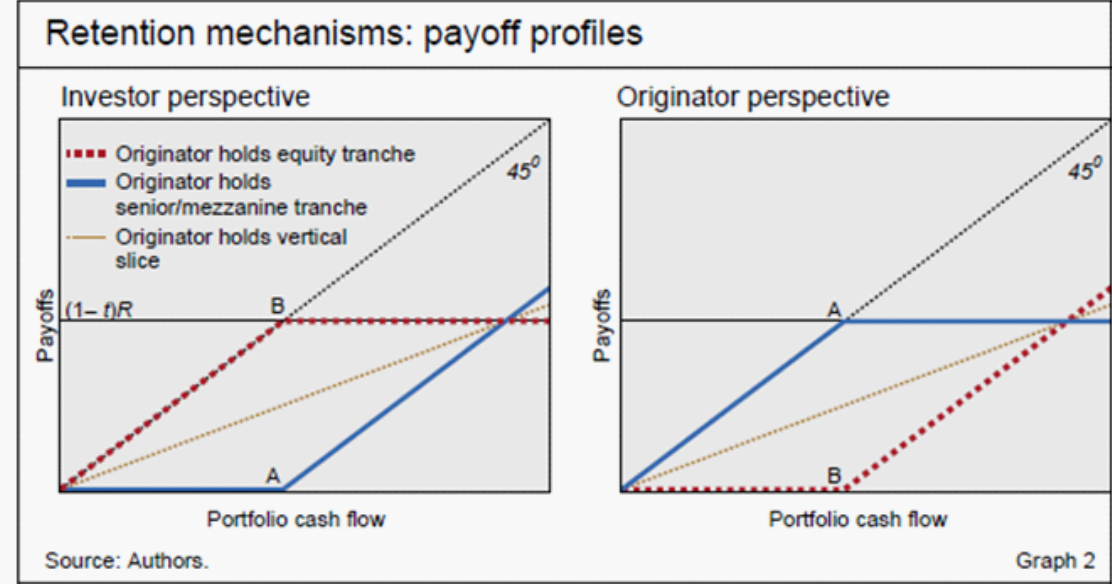 Retention mechanisms: payoff profiles
Investor perspective
Originator holds equity tranche
Originator holds
senior/mezzanine tranche
Originator holds vertical
slice
45⁰
(1– t)R
B
A
Payoffs
Portfolio cash flow
Originator perspective
45⁰
A
B
Payoffs
Portfolio cash flow
Source: Authors.
Graph 2